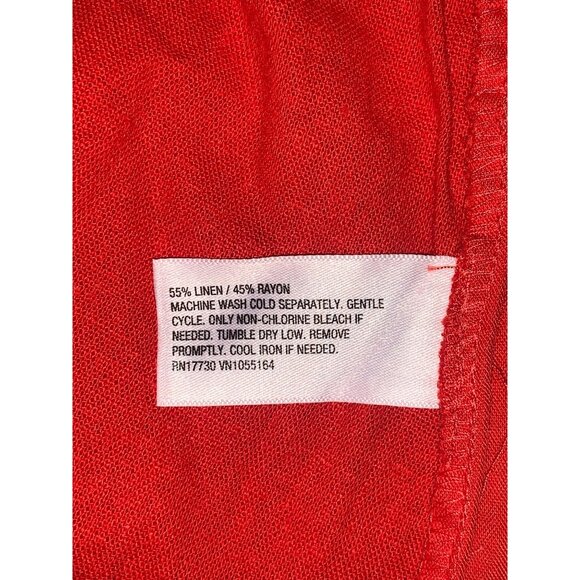 55% LINEN / 45% RAYON
MACHINE WASH COLD SEPARATELY. GENTLE
CYCLE. ONLY NON-CHLORINE BLEACH IF
NEEDED. TUMBLE DRY LOW. REMOVE
PROMPTLY. COOL IRON IF NEEDED.
RN17730 VN1055164